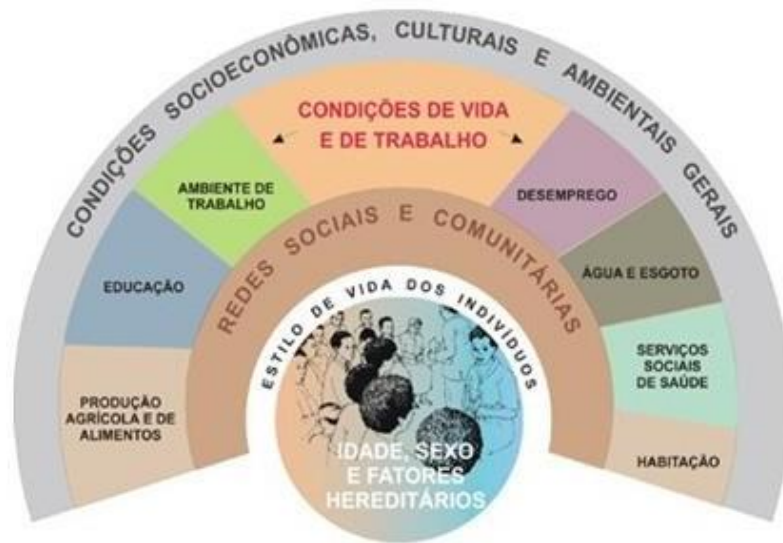 CONDIÇÕES SOCIOECONÔMICAS, CULTURAIS E AMBIENTAIS GERAIS
CONDIÇÕES DE VIDA
E DE TRABALHO
AMBIENTE DE
TRABALHO
DESEMPREGO
REDES SOCIAIS E COMUNITÁRIAS
EDUCAÇÃO
ÁGUA E ESGOTO
ESTILO DE VIDA DOS INDIVÍDUOS
PRODUÇÃO
AGRÍCOLA E DE
ALIMENTOS
SERVIÇOS
SOCIAIS
DE SAÚDE
IDADE, SEXO
E FATORES
HEREDITÁRIOS
HABITAÇÃO